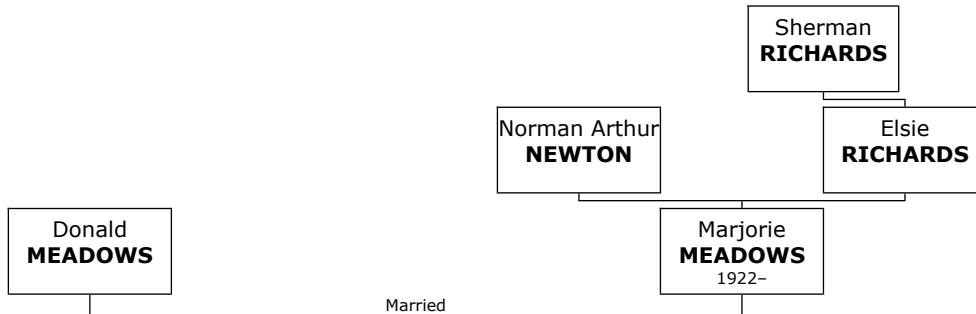 Sherman
RICHARDS
Norman Arthur
NEWTON
Elsie
RICHARDS
Donald
MEADOWS
Marjorie
MEADOWS
1922–
Married